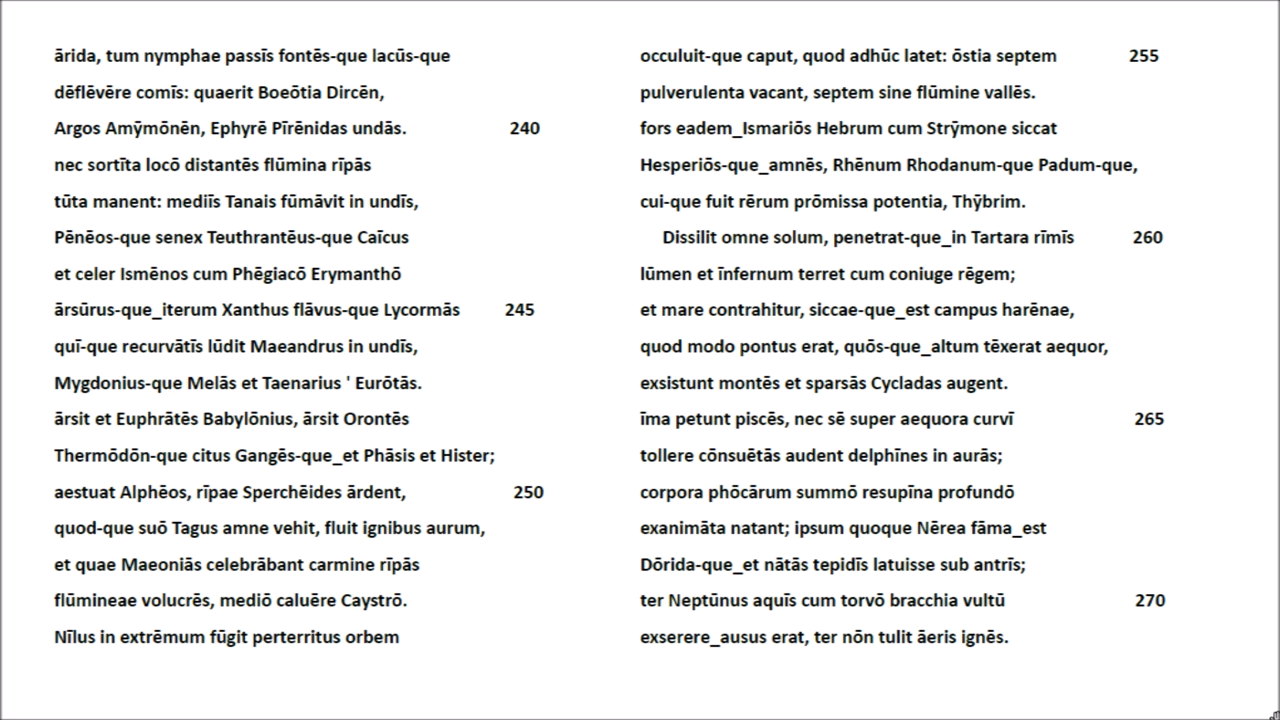 ārida, tum nymphae passīs fontēs-que lacūs-que
dēflēvēre comīs: quaerit Boeōtia Dircēn,
Argos Amȳmōnēn, Ephyrē Pīrēnidas undās. 240
nec sortīta locō distantēs flūmina rīpās
tūta manent: mediīs Tanais fūmāvit in undīs,
Pēnēos-que senex Teuthrantēus-que Caīcus
et celer Ismēnos cum Phēgiacō Erymanthō
ārsūrus-que_iterum Xanthus flāvus-que Lycormās 245
quī-que recurvātīs lūdit Maeandrus in undīs,
Mygdonius-que Melās et Taenarius ' Eurōtās.
ārsit et Euphrātēs Babylōnius, ārsit Orontēs
Thermōdōn-que citus Gangēs-que_et Phāsis et Hister;
aestuat Alphēos, rīpae Sperchēides ārdent, 250
quod-que suō Tagus amne vehit, fluit ignibus aurum,
et quae Maeoniās celebrābant carmine rīpās
flūmineae volucrēs, mediō caluēre Caystrō.
Nīlus in extrēmum fūgit perterritus orbem
occuluit-que caput, quod adhūc latet: ōstia septem 255
pulverulenta vacant, septem sine flūmine vallēs.
fors eadem_Ismariōs Hebrum cum Strȳmone siccat
Hesperiōs-que_amnēs, Rhēnum Rhodanum-que Padum-que,
cui-que fuit rērum prōmissa potentia, Thȳbrim.
Dissilit omne solum, penetrat-que_in Tartara rīmīs 260
lūmen et īnfernum terret cum coniuge rēgem;
et mare contrahitur, siccae-que_est campus harēnae,
quod modo pontus erat, quōs-que_altum tēxerat aequor,
exsistunt montēs et sparsās Cycladas augent.
īma petunt piscēs, nec sē super aequora curvī 265
tollere cōnsuētās audent delphīnes in aurās;
corpora phōcārum summō resupīna profundō
exanimāta natant; ipsum quoque Nērea fāma_est
Dōrida-que_et nātās tepidīs latuisse sub antrīs;
ter Neptūnus aquīs cum torvō bracchia vultū 270
exserere_ausus erat, ter nōn tulit āeris ignēs.